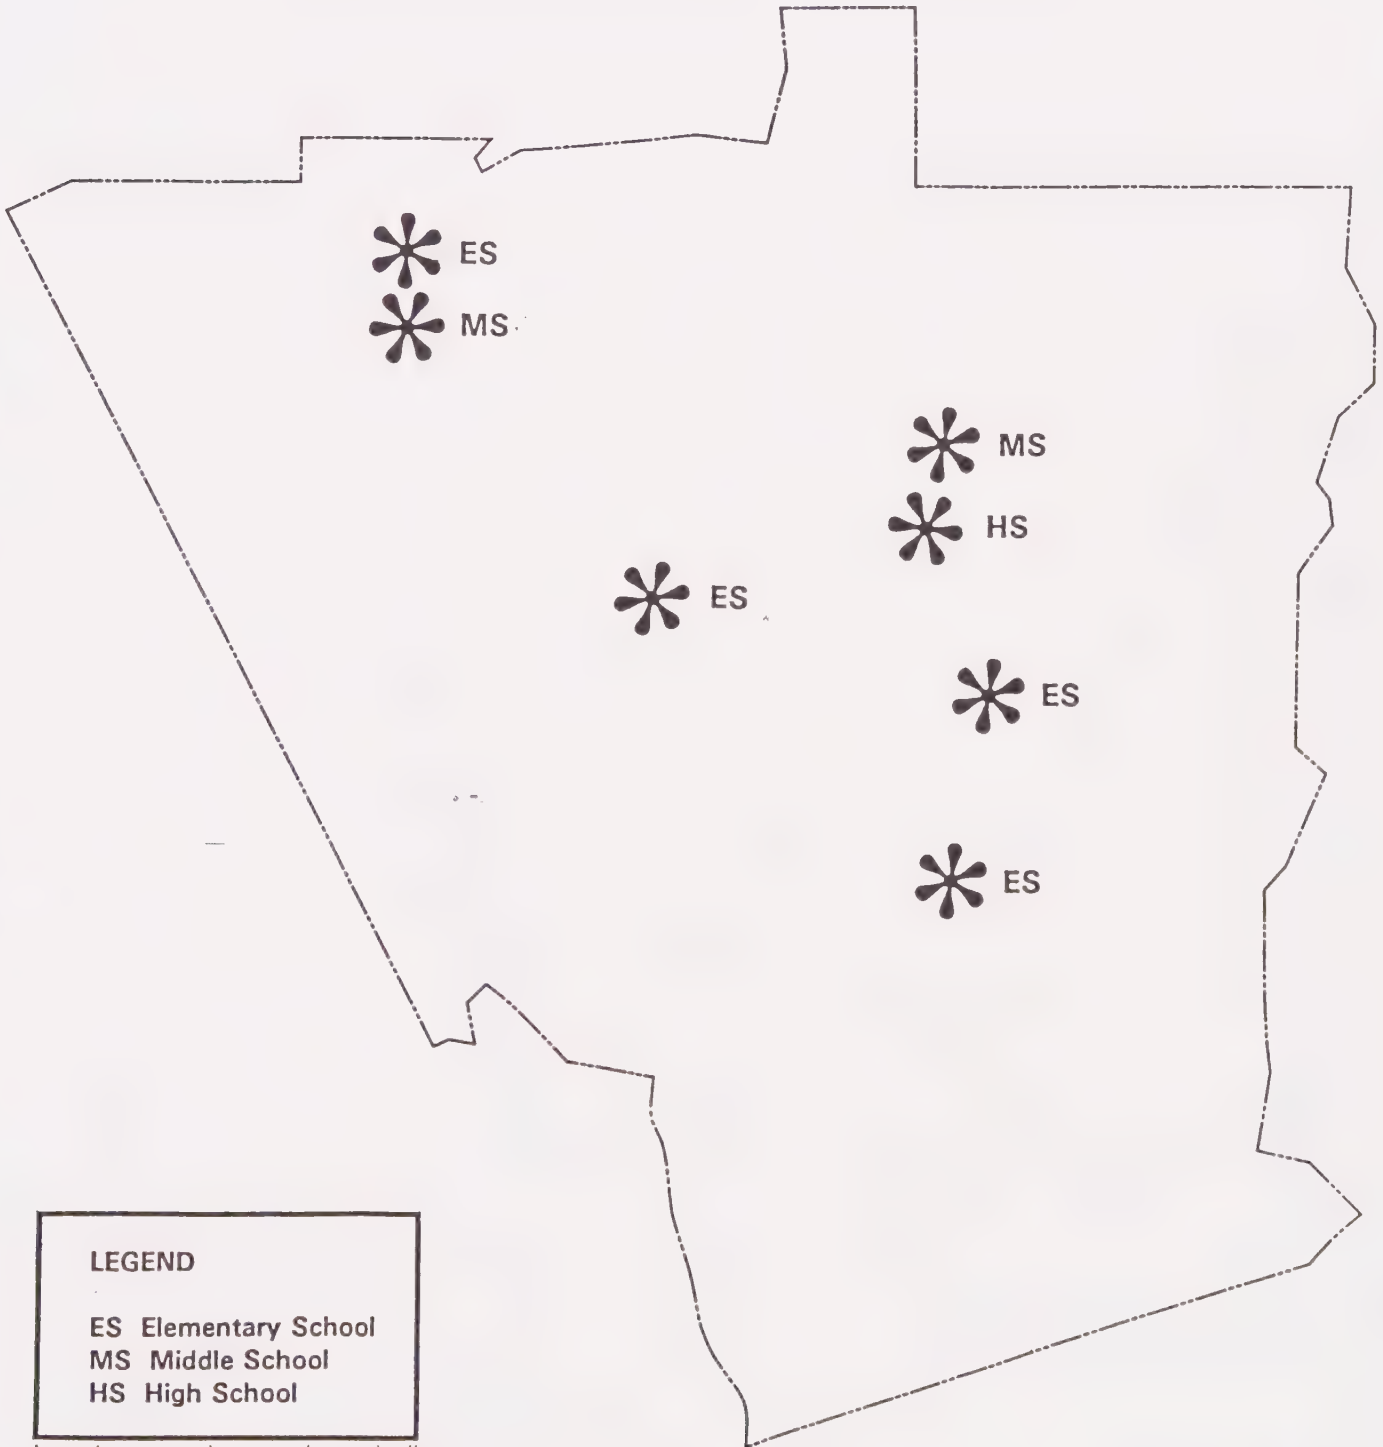 ES
MS
MS
HS
ES
ES
ES
LEGEND
ES Elementary School
MS Middle School
HS High School